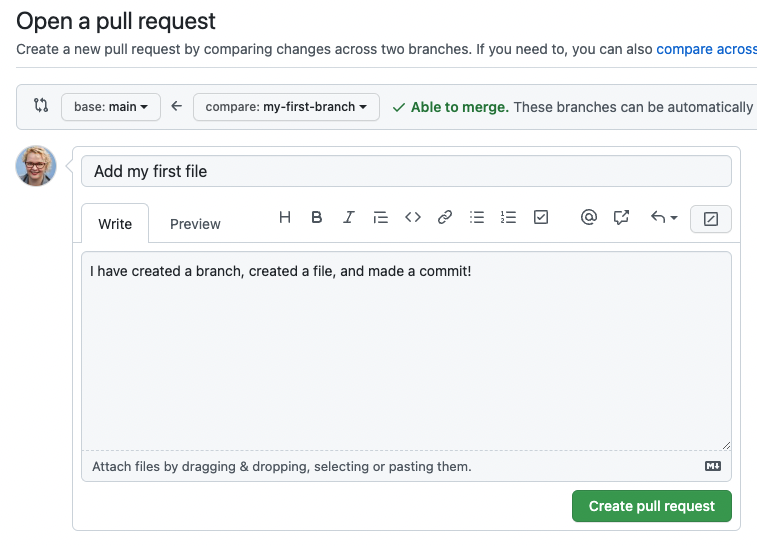 Open a pull request
Create a new pull request by comparing changes across two branches. If you need to, you can also compare across
base: main compare: my-first-branch Able to merge. These branches can be automatically
Add my first file
Write Preview
I have created a branch, created a file, and made a commit!
Attach files by dragging & dropping, selecting or pasting them.
Create pull request